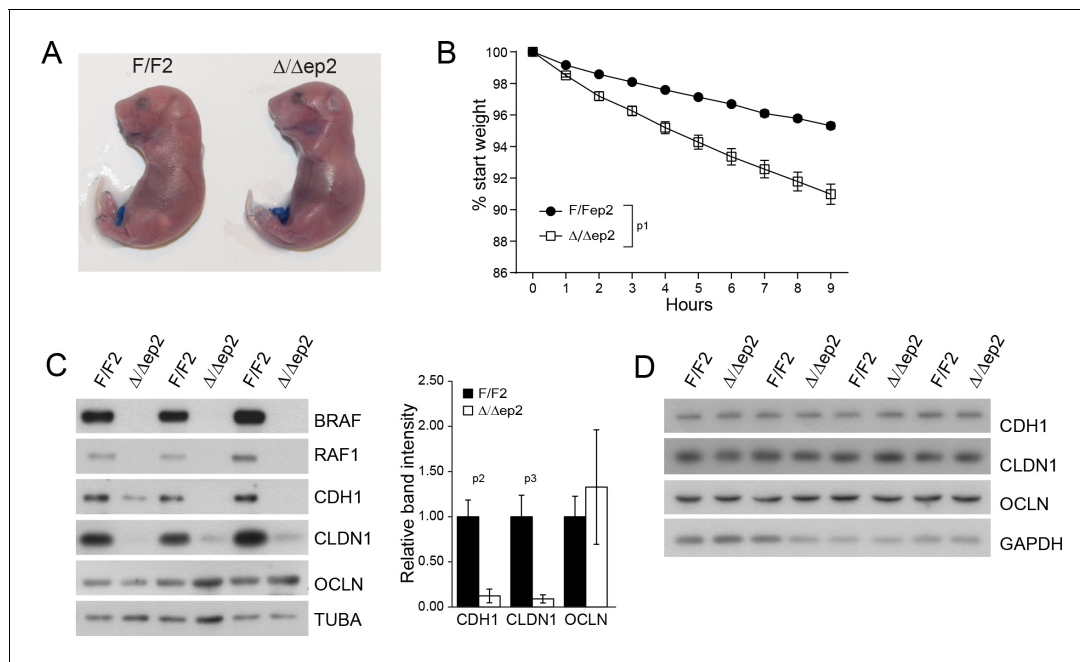 A
F/F2 Δ/Δep2
B
100
98
96
94
92
90
88
86
% start weight
F/Fep2
Δ/Δep2
p1
0 1 2 3 4 5 6 7 8 9
Hours
C
F/F2 Δ/Δep2 F/F2 Δ/Δep2 F/F2 Δ/Δep2
BRAF
RAF1
CDH1
CLDN1
OCLN
TUBA
2.50
2.00
1.50
1.00
0.50
0.00
Relative band intensity
F/F2
Δ/Δep2
p2 p3
CDH1 CLDN1 OCLN
D
F/F2 Δ/Δep2 F/F2 Δ/Δep2 F/F2 Δ/Δep2 F/F2 Δ/Δep2
CDH1
CLDN1
OCLN
GAPDH